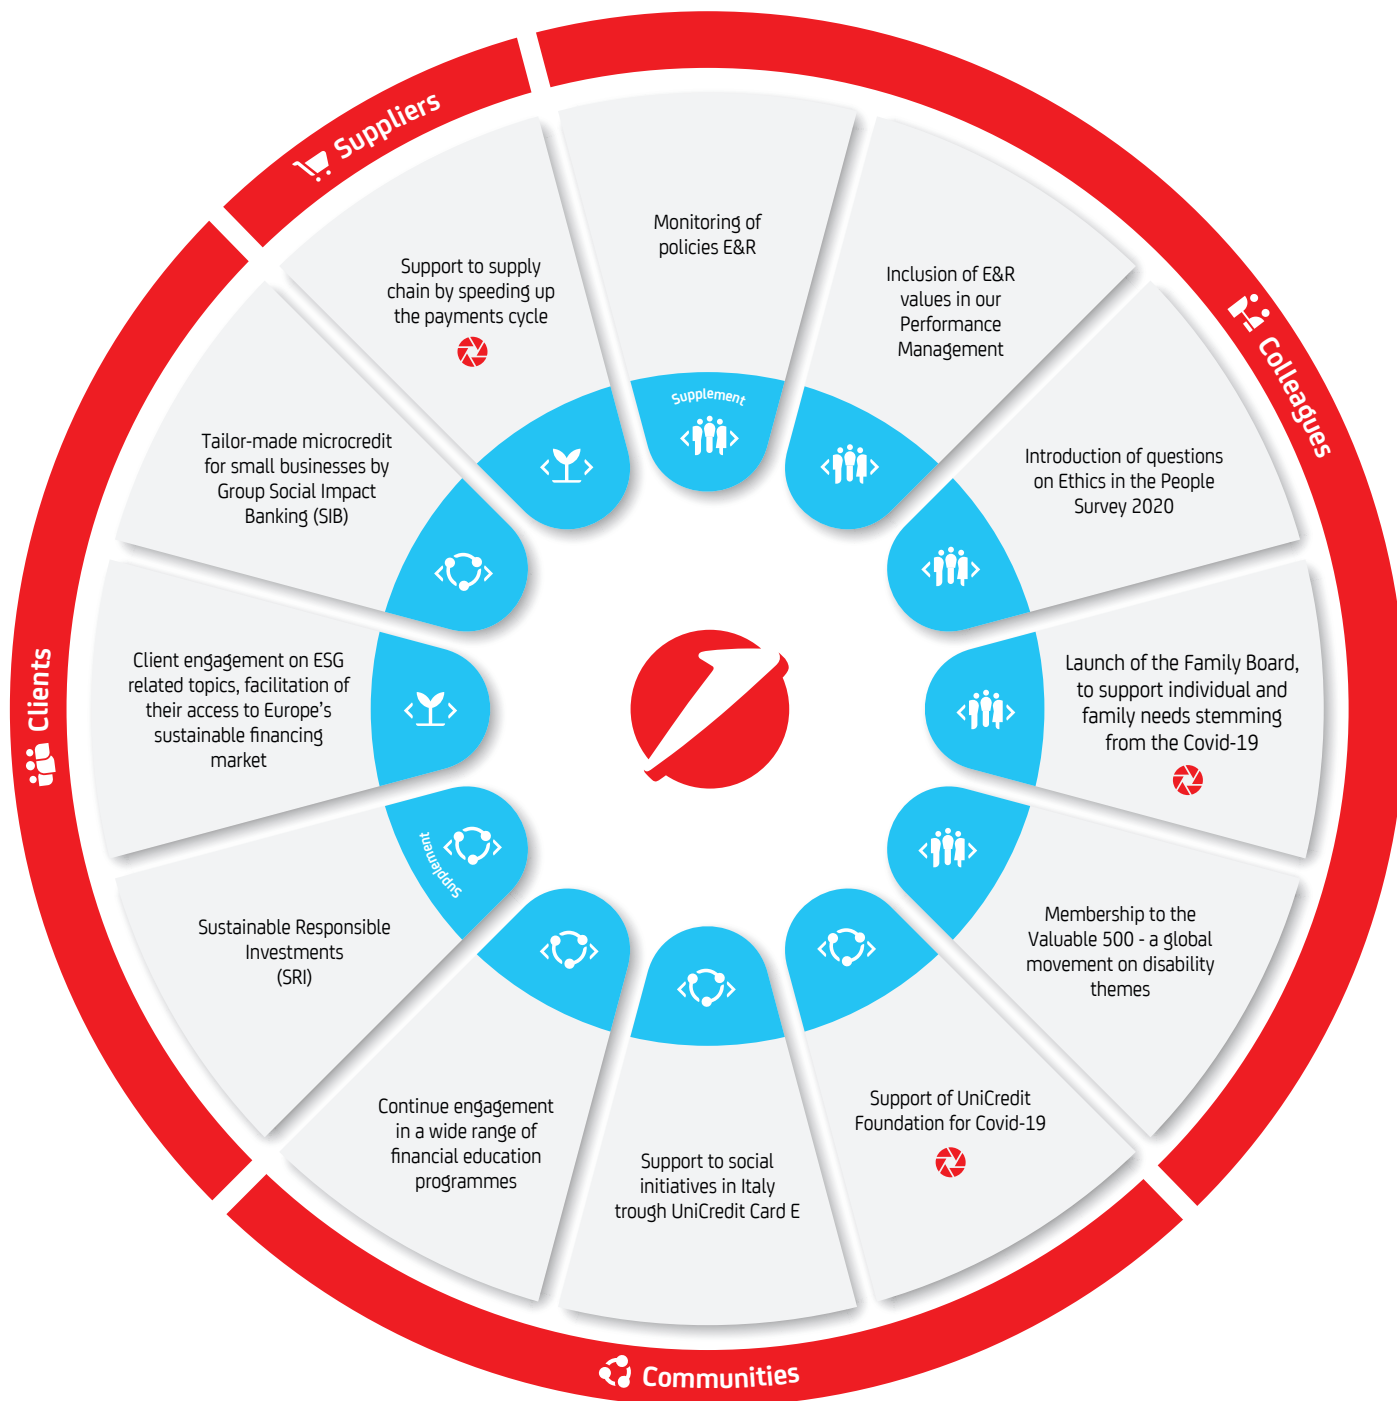 Suppliers
Support to supply
chain by speeding up
the payments cycle
Colleagues
Monitoring of
policies E&R
Supplement
Inclusion of E&R
values in our
Performance
Management
Introduction of questions
on Ethics in the People
Survey 2020
Launch of the Family Board,
to support individual and
family needs stemming
from the Covid-19
Membership to the
Valuable 500 - a global
movement on disability
themes
Communities
Support of UniCredit
Foundation for Covid-19
Support to social
initiatives in Italy
trough UniCredit Card E
Continue engagement
in a wide range of
financial education
programmes
Clients
Sustainable Responsible
Investments
(SRI)
Supplement
Client engagement on ESG
related topics, facilitation of
their access to Europe's
sustainable financing
market
Tailor-made microcredit
for small businesses by
Group Social Impact
Banking (SIB)